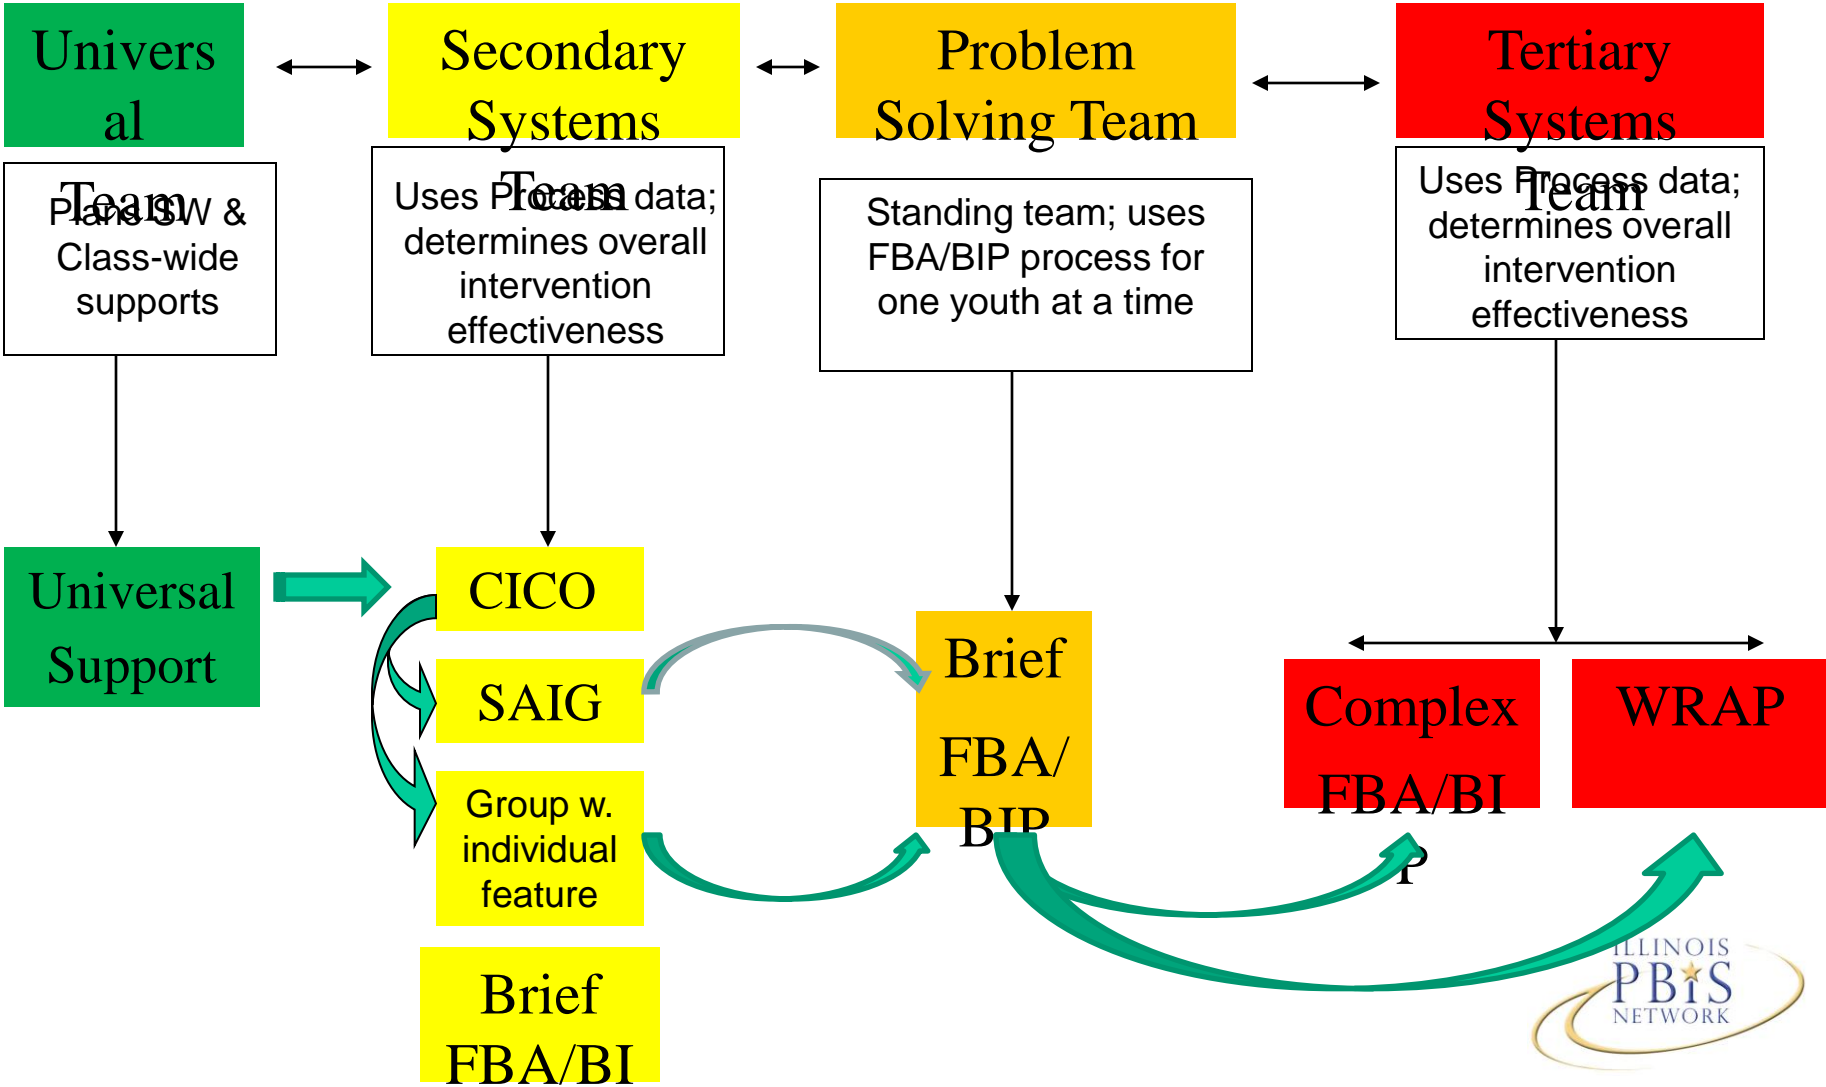 Univers
al
Team
Secondary
Systems
Team
Problem
Solving Team
Tertiary
Systems
Team
Plans SW &
Class-wide
supports
Uses Process data;
determines overall
intervention
effectiveness
Standing team; uses
FBA/BIP process for
one youth at a time
Uses Process data;
determines overall
intervention
effectiveness
Universal
Support
CICO
SAIG
Group w.
individual
feature
Brief
FBA/BI
Brief
FBA/
BIP
Complex
FBA/BI
P
WRAP
ILLINOIS
PBiS
NETWORK